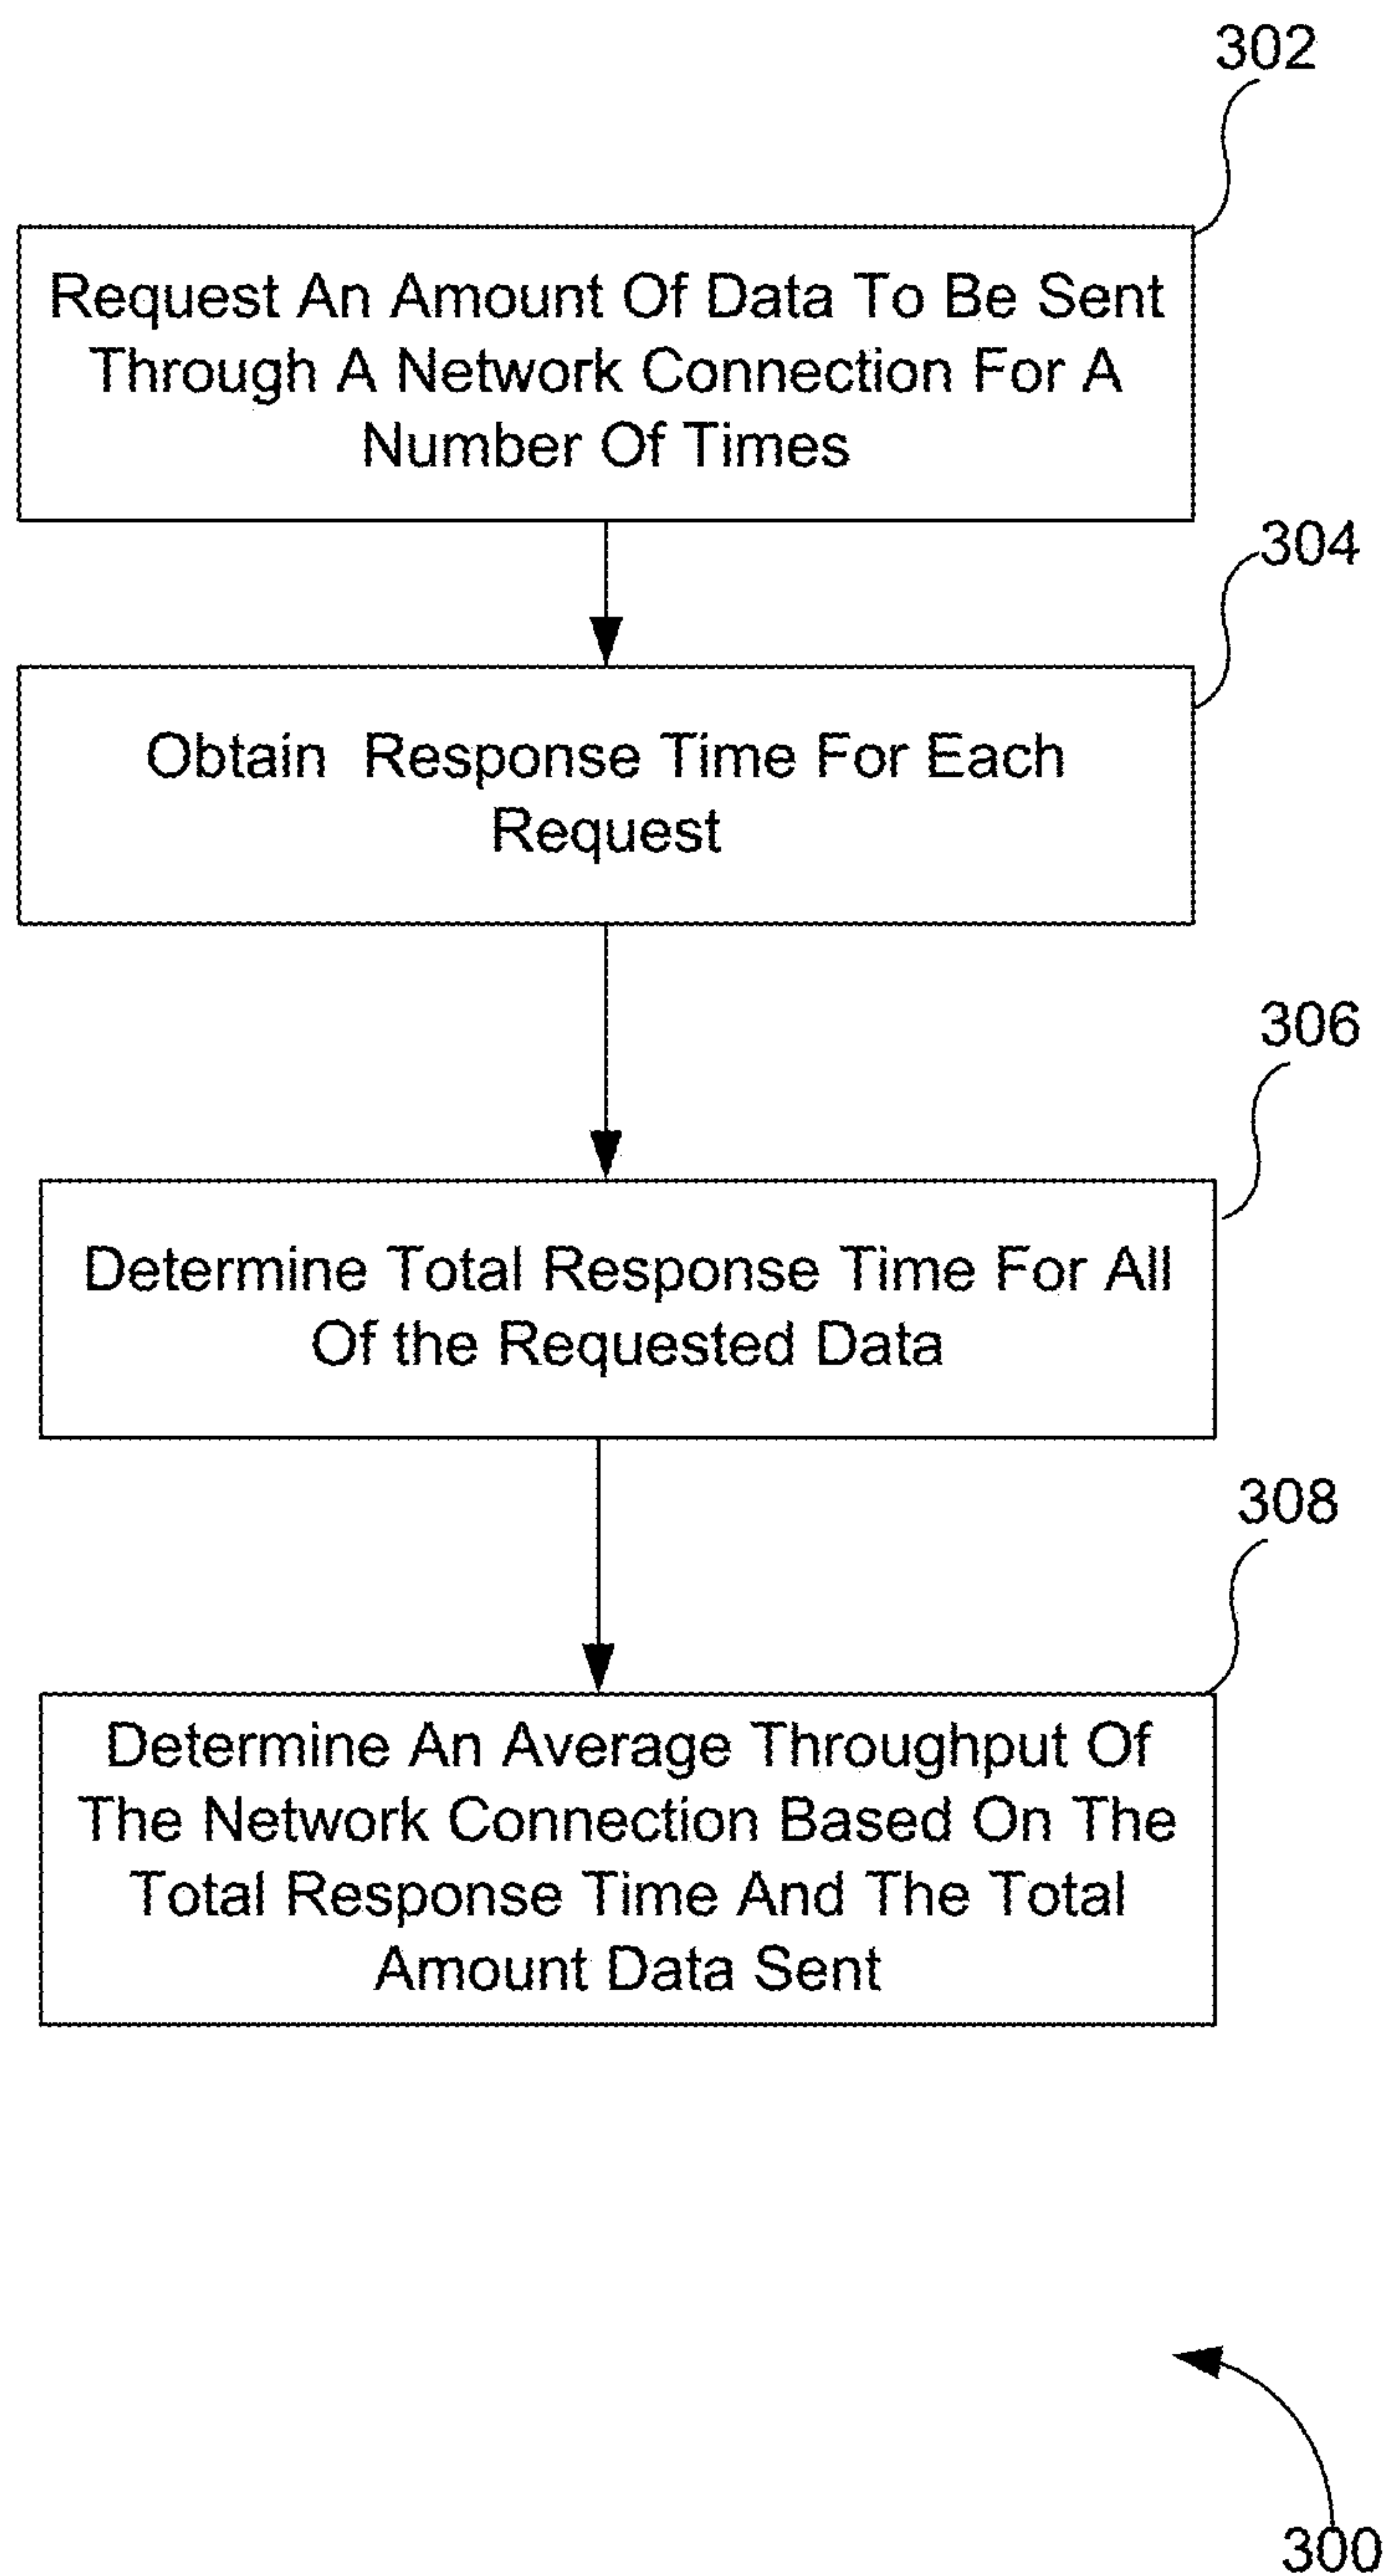 302
Request An Amount Of Data To Be Sent
Through A Network Connection For A
Number Of Times
304
Obtain Response Time For Each
Request
306
Determine Total Response Time For All
Of the Requested Data
308
Determine An Average Throughput Of
The Network Connection Based On The
Total Response Time And The Total
Amount Data Sent
300